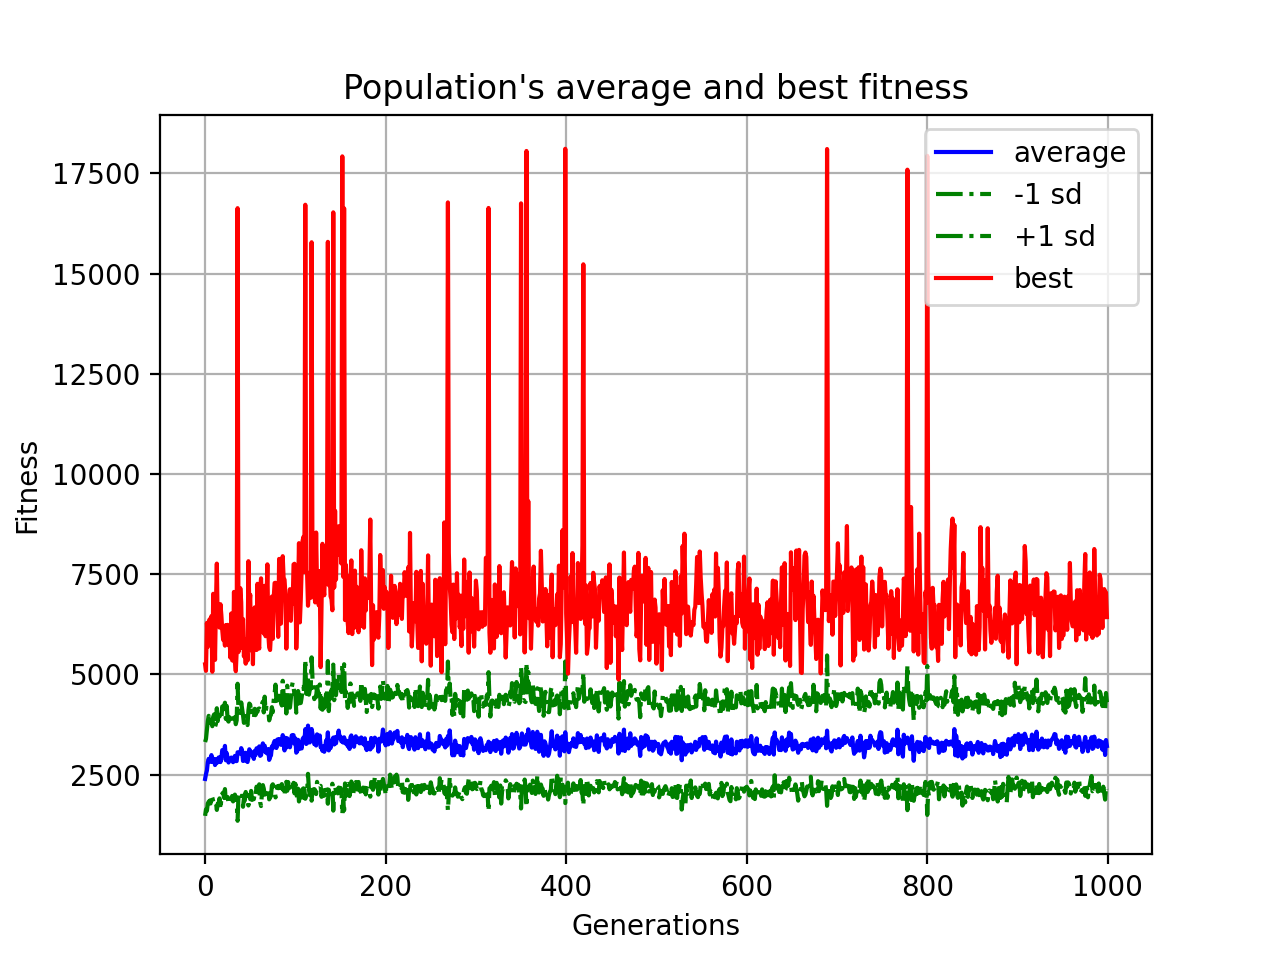 Population's average and best fitness
average
-1 sd
+1 sd
best
Fitness
17500
15000
12500
10000
7500
5000
2500
0 200 400 600 800 1000
Generations